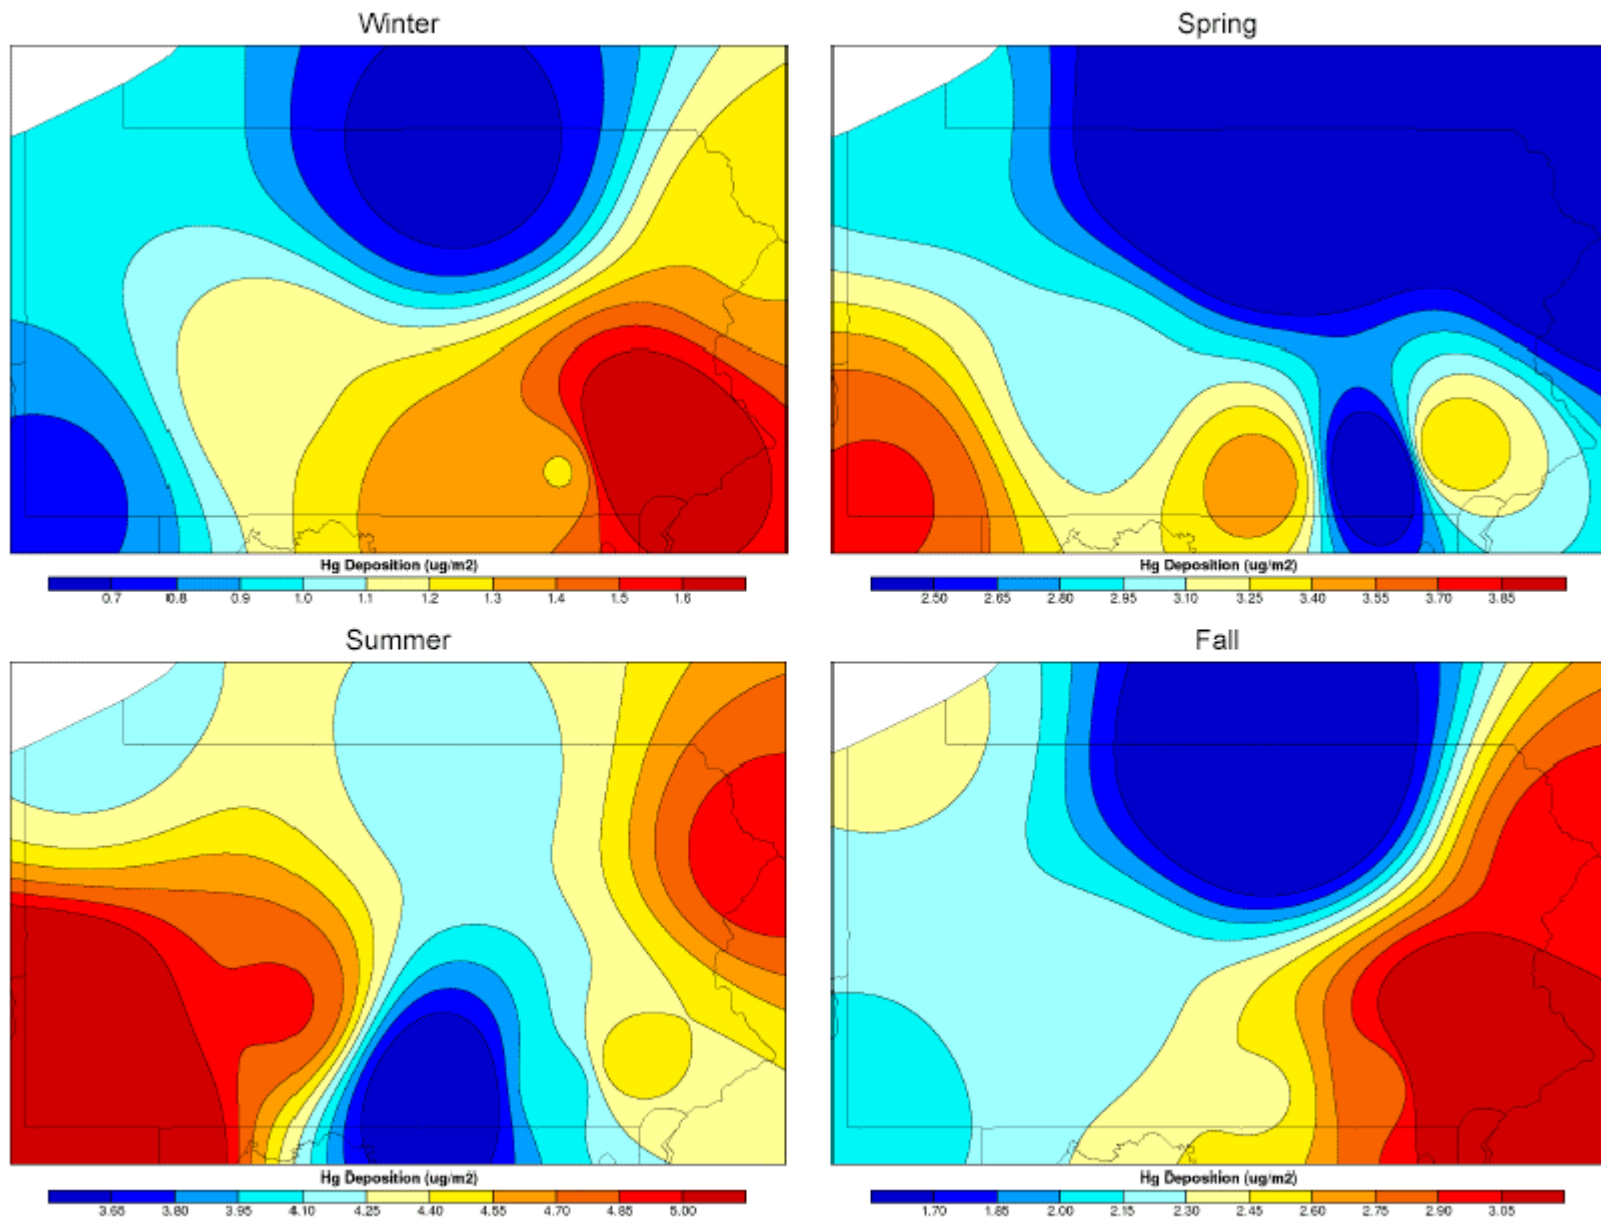 Winter
Spring
Hg Deposition (ug/m2)
Hg Deposition (ug/m2)
0.7 0.8 0.9 1.0 1.1 1.2 1.3 1.4 1.5 1.6
2.50 2.65 2.80 2.95 3.10 3.25 3.40 3.55 3.70 3.85
Summer
Fall
Hg Deposition (ug/m2)
Hg Deposition (ug/m2)
3.65 3.80 3.95 4.10 4.25 4.40 4.55 4.70 4.85 5.00
1.70 1.85 2.00 2.15 2.30 2.45 2.60 2.75 2.90 3.05